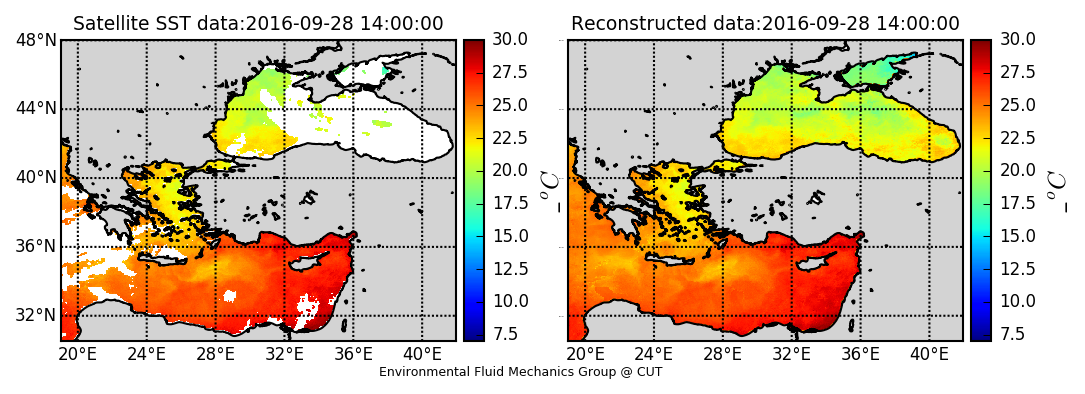 Satellite SST data:2016-09-28 14:00:00
48°N
44°N
40°N
36°N
32°N
20°E 24°E 28°E 32°E 36°E 40°E
30.0
27.5
25.0
22.5
20.0
17.5
15.0
12.5
10.0
7.5
_ °C
Reconstructed data:2016-09-28 14:00:00
20°E 24°E 28°E 32°E 36°E 40°E
30.0
27.5
25.0
22.5
20.0
17.5
15.0
12.5
10.0
7.5
_ °C
Environmental Fluid Mechanics Group @ CUT